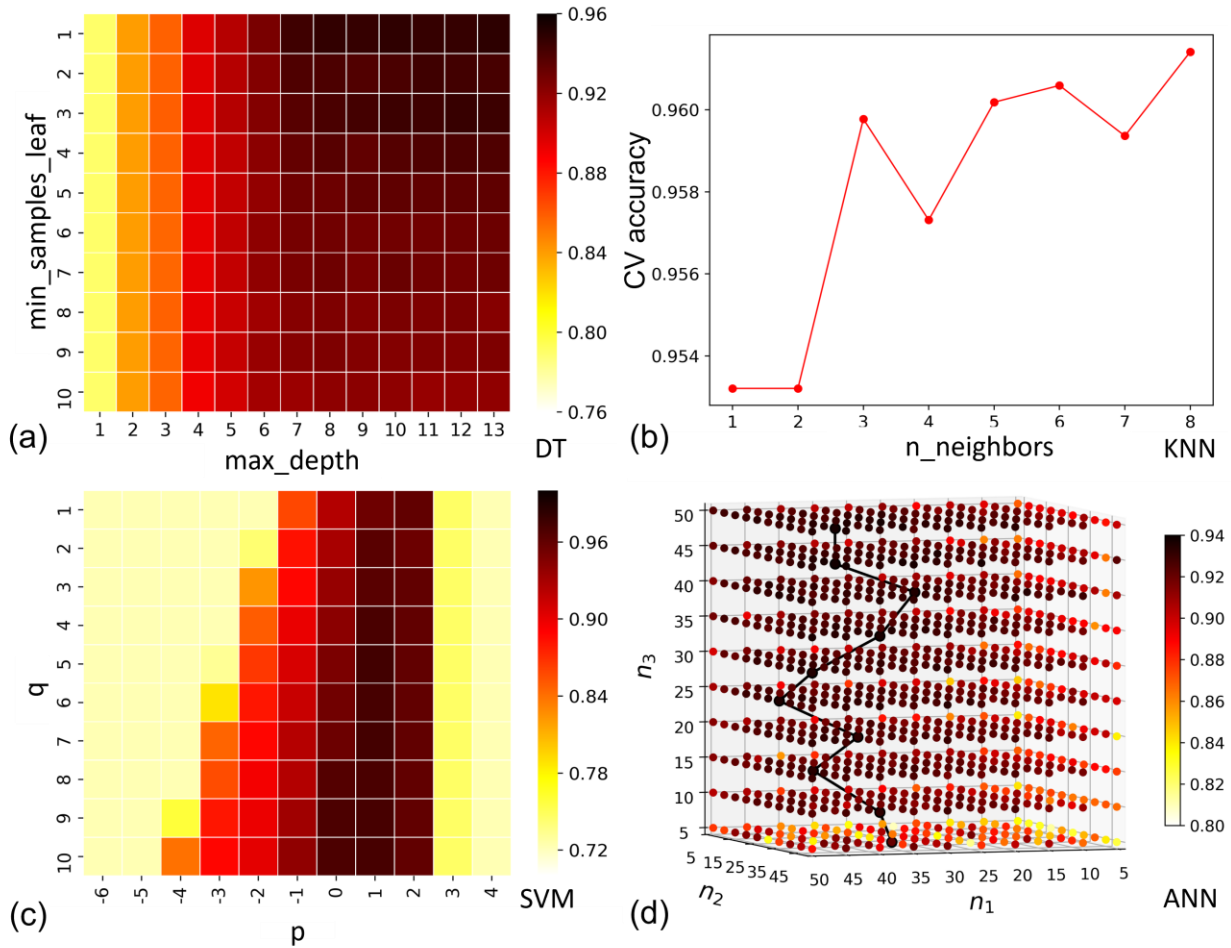 min_samples_leaf
1
2
3
4
5
6
7
8
9
10
1 2 3 4 5 6 7 8 9 10 11 12 13
max_depth
0.96
0.92
0.88
0.84
0.80
0.76
(a)
DT
CV accuracy
0.960
0.958
0.956
0.954
1 2 3 4 5 6 7 8
n_neighbors
(b)
KNN
q
1
2
3
4
5
6
7
8
9
10
-6 -5 -4 -3 -2 -1 0 1 2 3 4
p
0.96
0.90
0.84
0.78
0.72
(c)
SVM
n3
50
45
40
35
30
25
20
15
10
5
5 15 25 35 45
n2
50 45 40 35 30 25 20 15 10 5
n1
0.94
0.92
0.90
0.88
0.86
0.84
0.82
0.80
(d)
ANN